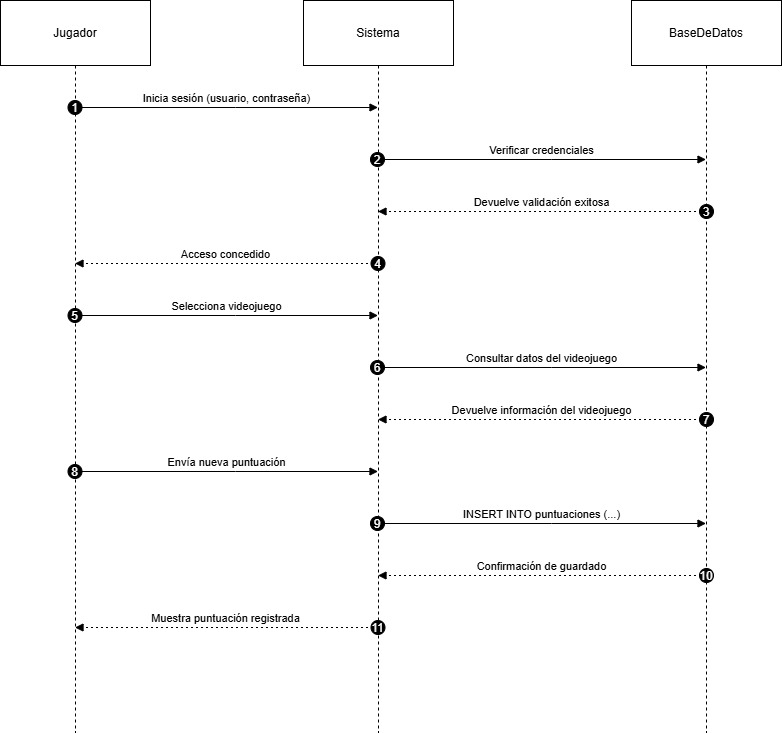 Jugador
Sistema
BaseDeDatos
Inicia sesión (usuario, contraseña)
1
Verificar credenciales
2
Devuelve validación exitosa
3
Acceso concedido
4
Selecciona videojuego
5
Consultar datos del videojuego
6
Devuelve información del videojuego
7
Envía nueva puntuación
8
INSERT INTO puntuaciones (...)
9
Confirmación de guardado
10
Muestra puntuación registrada
11